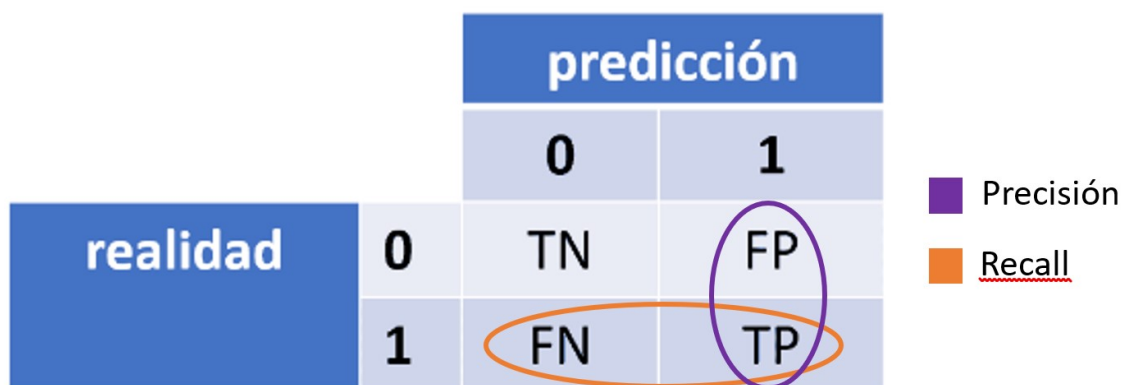 predicción
0 1
Precisión
realidad 0 TN FP
Recall
1 FN TP